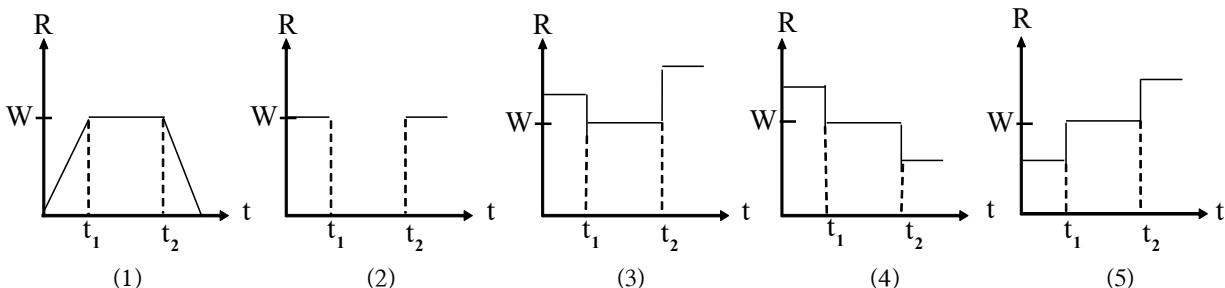 R
W
t
t₁
t₂
(1)
R
W
t
t₁
t₂
(2)
R
W
t
t₁
t₂
(3)
R
W
t
t₁
t₂
(4)
R
W
t
t₁
t₂
(5)